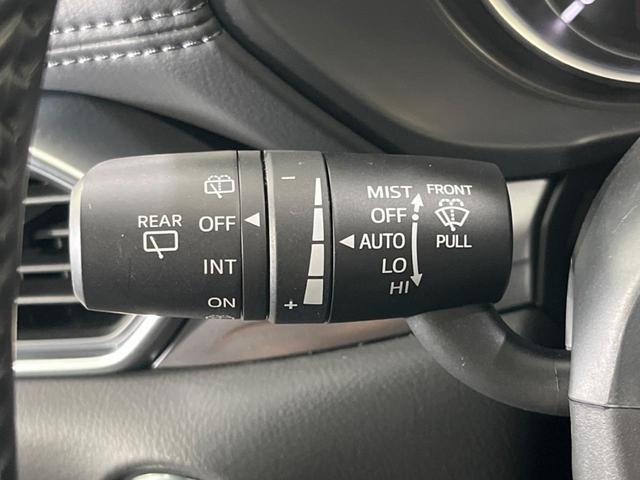 REAR
OFF
INT
ON
−
+
MIST
OFF
AUTO
LO
HI
FRONT
PULL